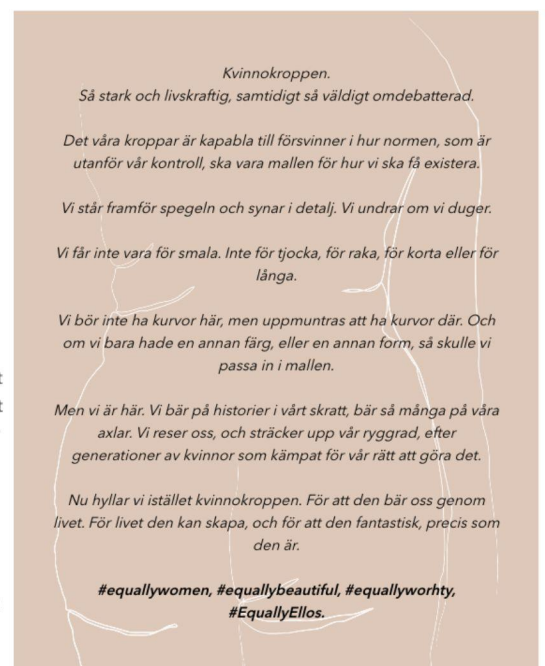 Kvinnokroppen.
Så stark och livskraftig, samtidigt så väldigt omdebatterad.
Det våra kroppar är kapabla till försvinner i hur normen, som är
utanför vår kontroll, ska vara mallen för hur vi ska få existera.
Vi står framför spegeln och synar i detalj. Vi undrar om vi duger.
Vi får inte vara för smala. Inte för tjocka, för raka, för korta eller för
långa.
Vi bör inte ha kurvor här, men uppmuntras att ha kurvor där. Och
om vi bara hade en annan färg, eller en annan form, så skulle vi
passa in i mallen.
Men vi är här. Vi bär på historier i vårt skratt, bär så många på våra
axlar. Vi reser oss, och sträcker upp vår ryggrad, efter
generationer av kvinnor som kämpat för vår rätt att göra det.
Nu hyllar vi istället kvinnokroppen. För att den bär oss genom
livet. För livet den kan skapa, och för att den fantastisk, precis som
den är.
#equallywomen, #equallybeautiful, #equallyworhty,
#EquallyEllos.